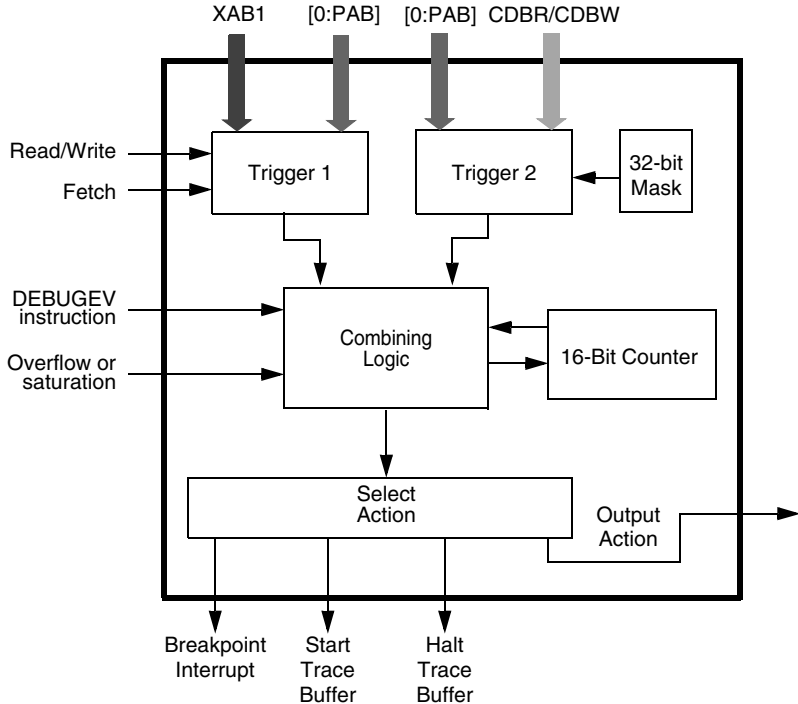 XAB1
[0:PAB]
[0:PAB]
CDBR/CDBW
Read/Write
Fetch
Trigger 1
Trigger 2
32-bit
Mask
DEBUGEV
instruction
Overflow or
saturation
Combining
Logic
16-Bit Counter
Select
Action
Output
Action
Breakpoint
Interrupt
Start
Trace
Buffer
Halt
Trace
Buffer